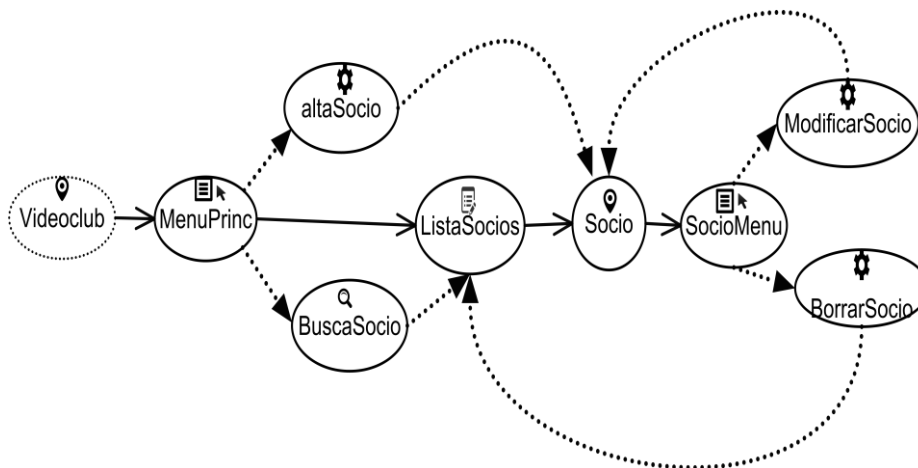 altaSocio
ModificarSocio
Videoclub
MenuPrinc
ListaSocios
Socio
SocioMenu
BuscaSocio
BorrarSocio